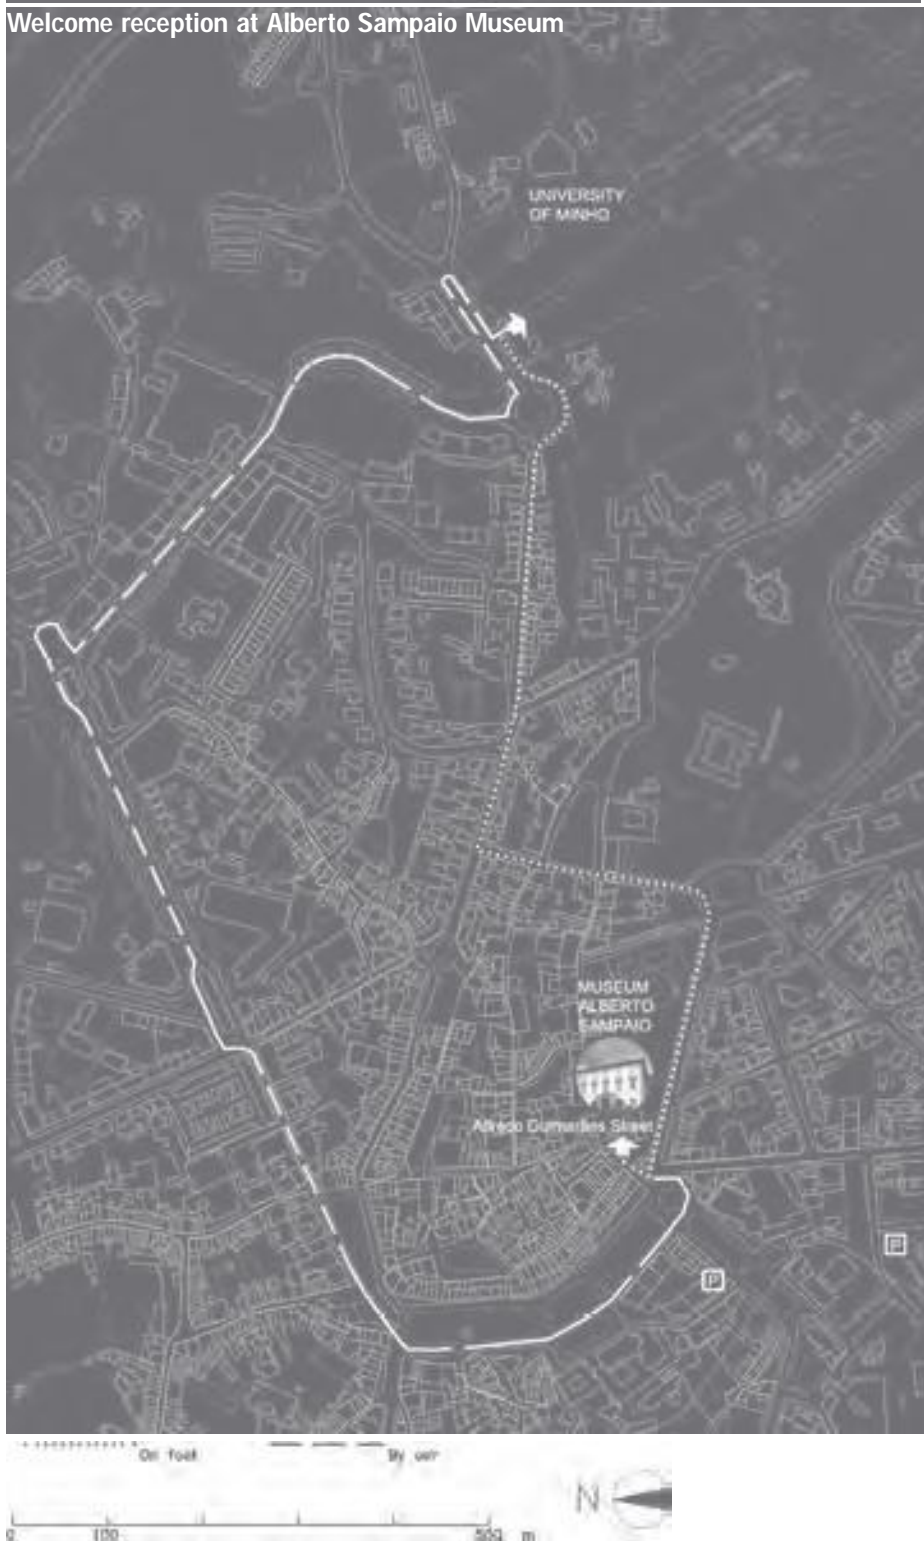 Welcome reception at Alberto Sampaio Museum
UNIVERSITY
OF MINHO
MUSEUM
ALBERTO
SAMPAIO
Alfredo Guimarães Street
P
P
On foot
By car
N
0 100 500 m